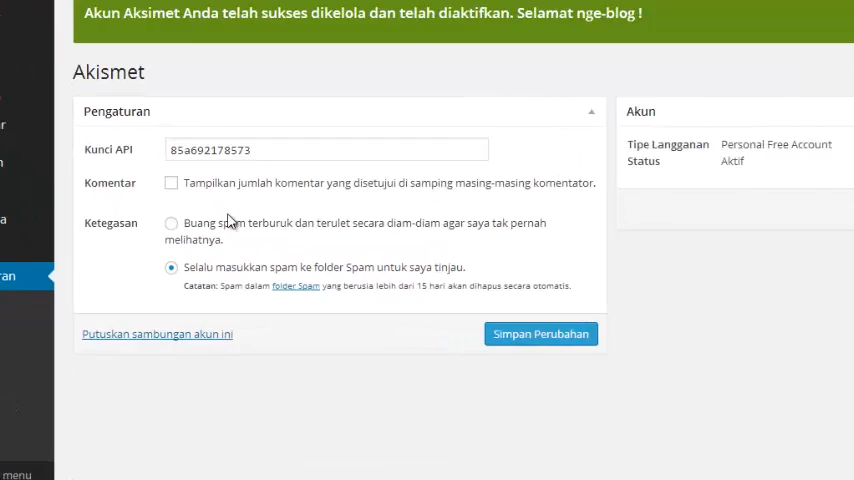 Akun Aksimet Anda telah sukses dikelola dan telah diaktifkan. Selamat nge-blog !
Akismet
Pengaturan
Kunci API 85a692178573
Komentar Tampilkan jumlah komentar yang disetujui di samping masing-masing komentator.
Ketegasan Buang spam terburuk dan terulet secara diam-diam agar saya tak pernah
melihatnya.
Selalu masukkan spam ke folder Spam untuk saya tinjau.
Catatan: Spam dalam folder Spam yang berusia lebih dari 15 hari akan dihapus secara otomatis.
Putuskan sambungan akun ini
Simpan Perubahan
Akun
Tipe Langganan Personal Free Account
Status Aktif
menu